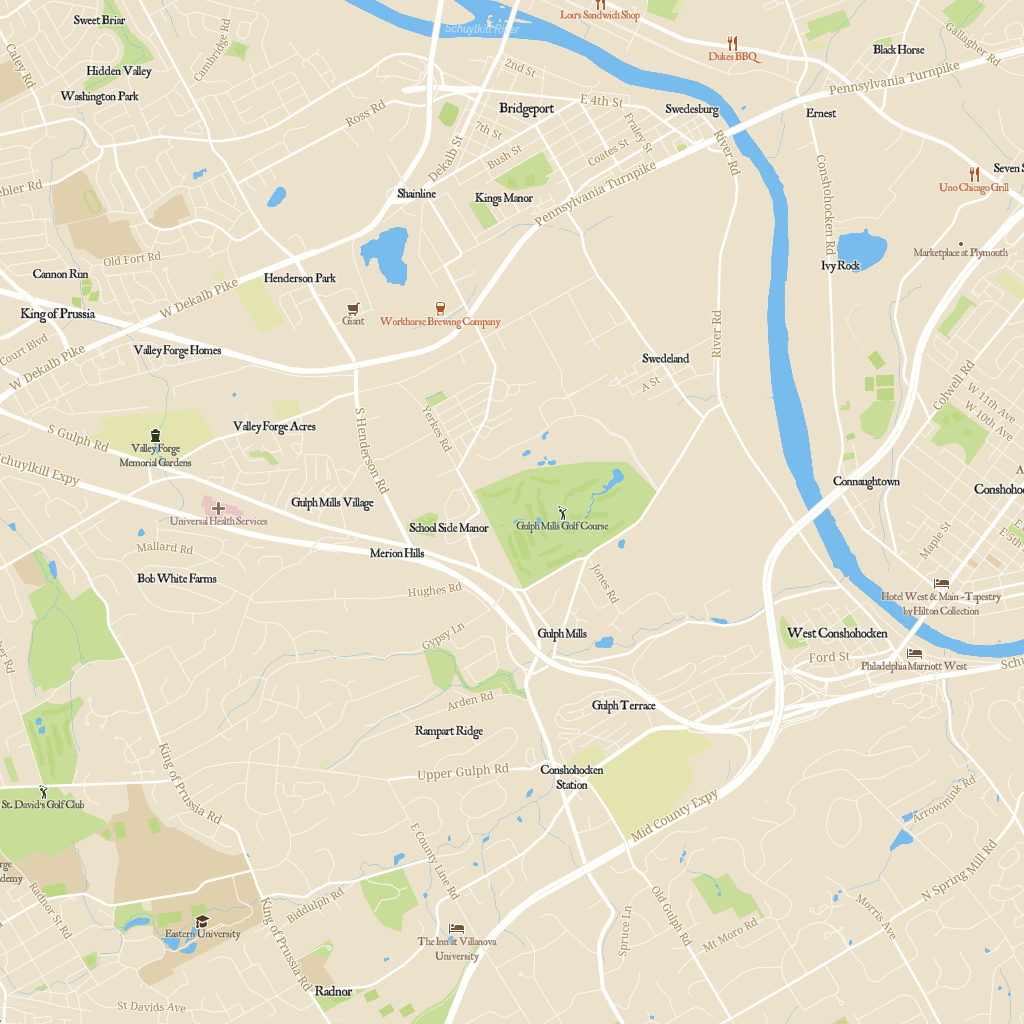 Sweet Briar
Lou's Sandwich Shop
Schuylkill River
Caley Rd
Cambridge Rd
Gallagher Rd
Black Horse
Dukes BBQ
Hidden Valley
2nd St
Washington Park
Pennsylvania Turnpike
Ross Rd
Bridgeport
E 4th St
Swedesburg
Ernest
7th St
Fraley St
Dekalb St
Bush St
Coates St
River Rd
Seven S
Uno Chicago Grill
ehler Rd
Shainline
Kings Manor
Pennsylvania Turnpike
Conshohocken Rd
Old Fort Rd
Marketplace at Plymouth
Ivy Rock
Cannon Run
Henderson Park
W Dekalb Pike
King of Prussia
Giant
Workhorse Brewing Company
River Rd
Court Blvd
Valley Forge Homes
Swedeland
W Dekalb Pike
A St
Colwell Rd
W 11th Ave
W 10th Ave
S Henderson Rd
Yerkes Rd
S Gulph Rd
Valley Forge Acres
Valley Forge
Memorial Gardens
Schuylkill Expy
Connaughtown
Conshoho
Gulph Mills Village
Universal Health Services
School Side Manor
Gulph Mills Golf Course
Maple St
E 5th
Mallard Rd
Merion Hills
Bob White Farms
Jones Rd
Hughes Rd
Hotel West & Main - Tapestry
by Hilton Collection
Gypsy Ln
Gulph Mills
West Conshohocken
Ford St
Philadelphia Marriott West
Schu
Arden Rd
Gulph Terrace
Rampart Ridge
King of Prussia Rd
Upper Gulph Rd
Conshohocken
Station
St. David's Golf Club
Mid County Expy
Arrowmink Rd
E County Line Rd
N Spring Mill Rd
rge
demy
Radnor St Rd
Biddulph Rd
King of Prussia Rd
Eastern University
The Inn at Villanova
University
Spruce Ln
Old Gulph Rd
Mt Moro Rd
Morris Ave
Radnor
St Davids Ave